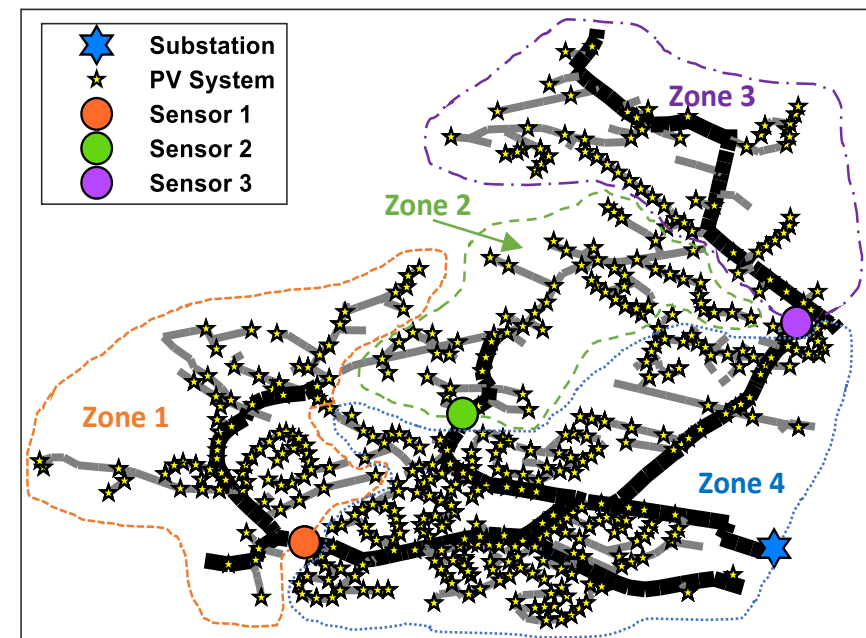 Substation
PV System
Sensor 1
Sensor 2
Sensor 3
Zone 3
Zone 2
Zone 1
Zone 4